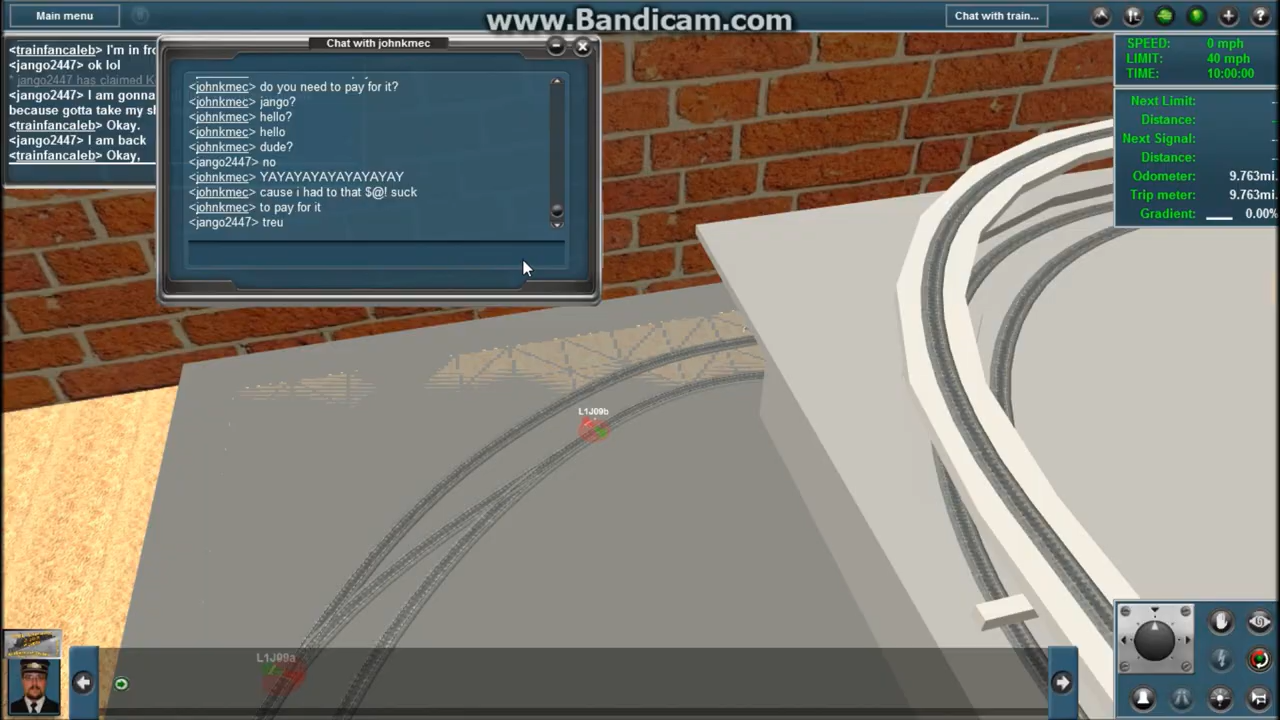 www.Bandicam.com
Main menu
Chat with train...
<trainfancaleb> I'm in fro
<jango2447> ok lol
* jango2447 has claimed K
<jango2447> I am gonna
because gotta take my sh
<trainfancaleb> Okay.
<jango2447> I am back
<trainfancaleb> Okay,
Chat with johnkmec
<johnkmec> do you need to pay for it?
<johnkmec> jango?
<johnkmec> hello?
<johnkmec> hello
<johnkmec> dude?
<jango2447> no
<johnkmec> YAYAYAYAYAYAYAYAY
<johnkmec> cause i had to that $@! suck
<johnkmec> to pay for it
<jango2447> treu
SPEED: 0 mph
LIMIT: 40 mph
TIME: 10:00:00
Next Limit:
Distance:
Next Signal:
Distance:
Odometer: 9.763mi.
Trip meter: 9.763mi.
Gradient: 0.00%
L1J09b
L1J09a